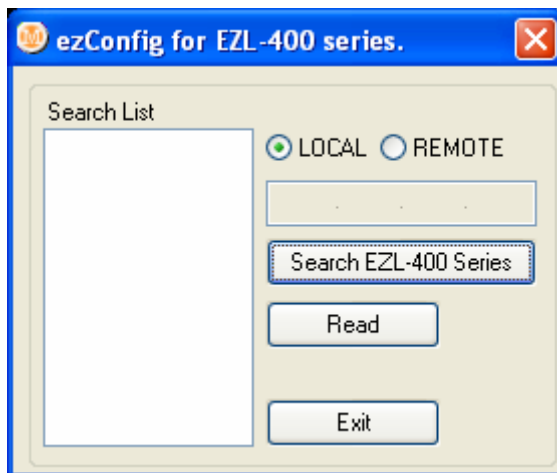 ezConfig for EZL-400 series.
Search List
LOCAL REMOTE
. . .
Search EZL-400 Series
Read
Exit